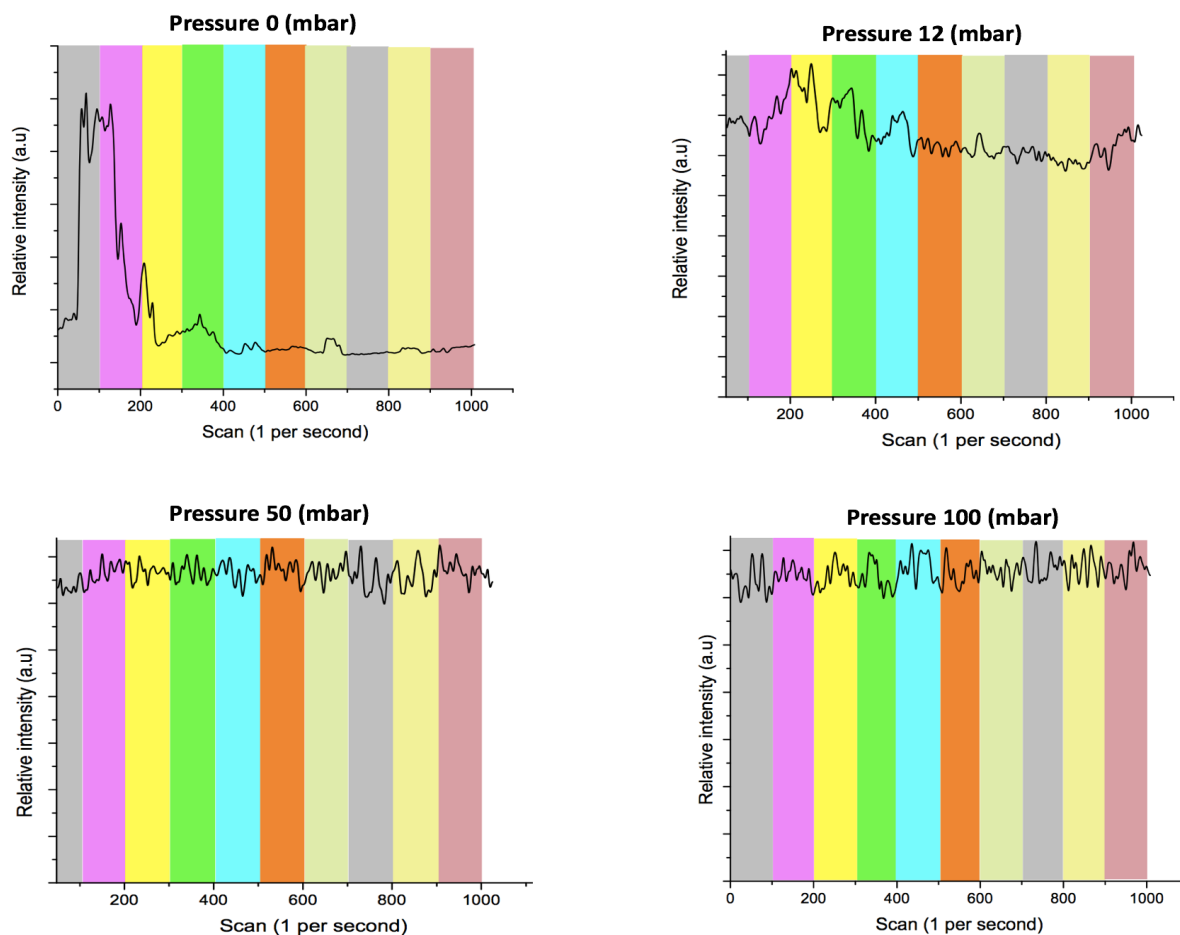 Pressure 0 (mbar)
Relative intensity (a.u)
0 200 400 600 800 1000
Scan (1 per second)
Pressure 12 (mbar)
Relative intesity (a.u)
200 400 600 800 1000
Scan (1 per second)
Pressure 50 (mbar)
Relative intensity (a.u)
200 400 600 800 1000
Scan (1 per second)
Pressure 100 (mbar)
Relative intensity (a.u)
0 200 400 600 800 1000
Scan (1 per second)